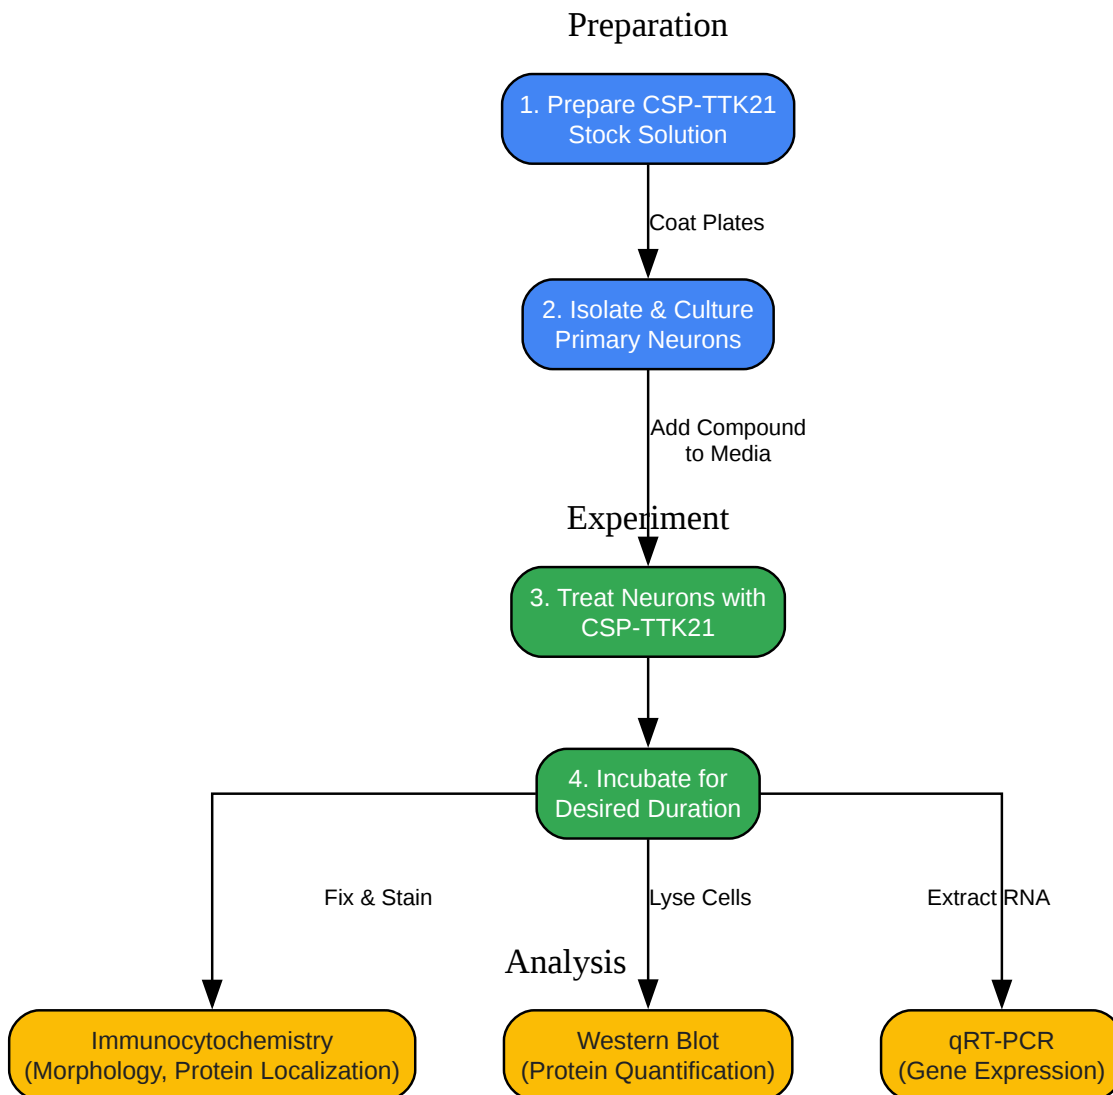 Preparation
1. Prepare CSP-TTK21
Stock Solution
Coat Plates
2. Isolate & Culture
Primary Neurons
Add Compound
to Media
Experiment
3. Treat Neurons with
CSP-TTK21
4. Incubate for
Desired Duration
Fix & Stain
Lyse Cells
Extract RNA
Analysis
Immunocytochemistry
(Morphology, Protein Localization)
Western Blot
(Protein Quantification)
qRT-PCR
(Gene Expression)